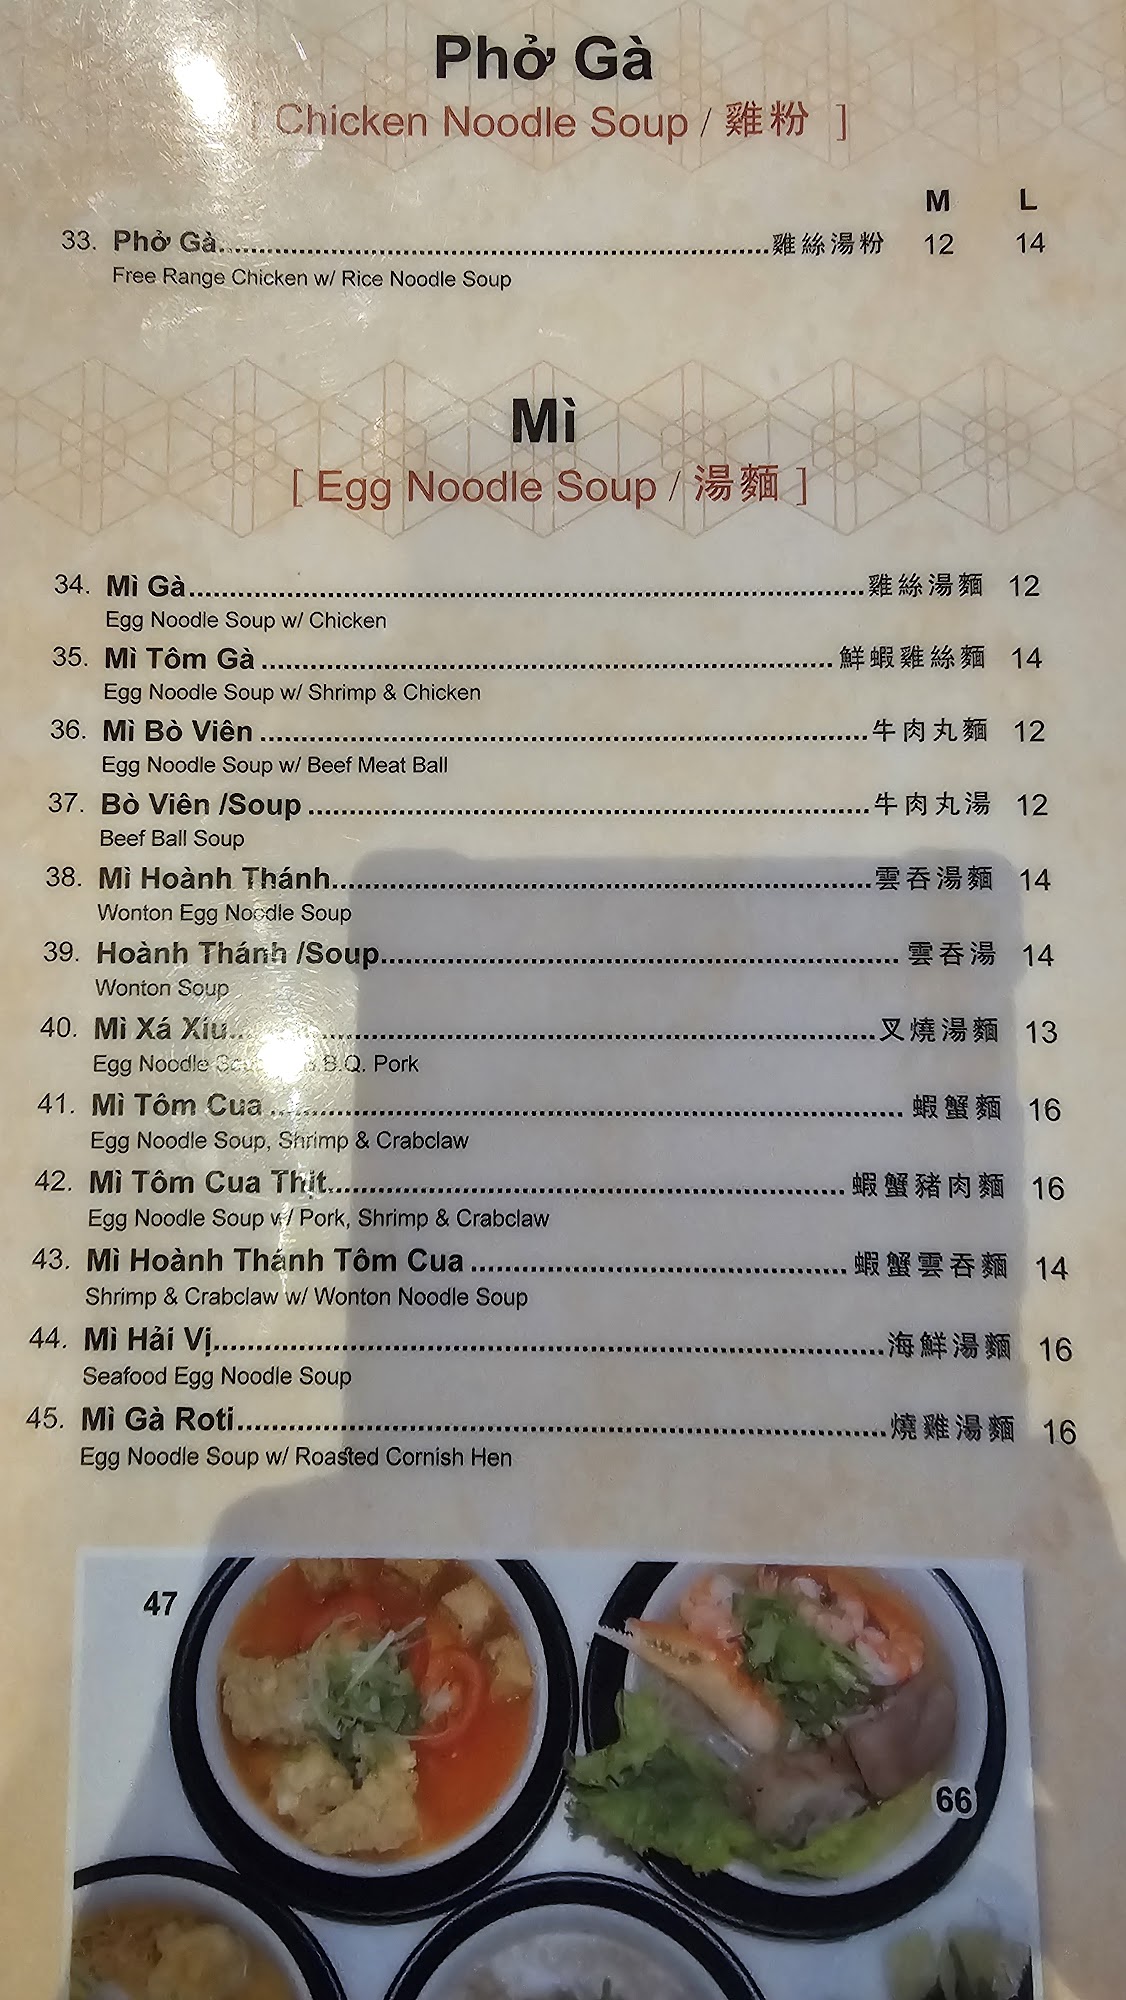 Phở Gà
[ Chicken Noodle Soup / 雞粉 ]
M L
33. Phở Gà 雞絲湯粉 12 14
Free Range Chicken w/ Rice Noodle Soup
Mì
[ Egg Noodle Soup / 湯麵 ]
34. Mì Gà 雞絲湯麵 12
Egg Noodle Soup w/ Chicken
35. Mì Tôm Gà 鮮蝦雞絲麵 14
Egg Noodle Soup w/ Shrimp & Chicken
36. Mì Bò Viên 牛肉丸麵 12
Egg Noodle Soup w/ Beef Meat Ball
37. Bò Viên /Soup 牛肉丸湯 12
Beef Ball Soup
38. Mì Hoành Thánh 雲吞湯麵 14
Wonton Egg Noodle Soup
39. Hoành Thánh /Soup 雲吞湯 14
Wonton Soup
40. Mì Xá Xíu 叉燒湯麵 13
Egg Noodle Soup B.B.Q. Pork
41. Mì Tôm Cua 蝦蟹麵 16
Egg Noodle Soup, Shrimp & Crabclaw
42. Mì Tôm Cua Thịt 蝦蟹豬肉麵 16
Egg Noodle Soup w/ Pork, Shrimp & Crabclaw
43. Mì Hoành Thánh Tôm Cua 蝦蟹雲吞麵 14
Shrimp & Crabclaw w/ Wonton Noodle Soup
44. Mì Hải Vị 海鮮湯麵 16
Seafood Egg Noodle Soup
45. Mì Gà Roti 燒雞湯麵 16
Egg Noodle Soup w/ Roasted Cornish Hen
47
66